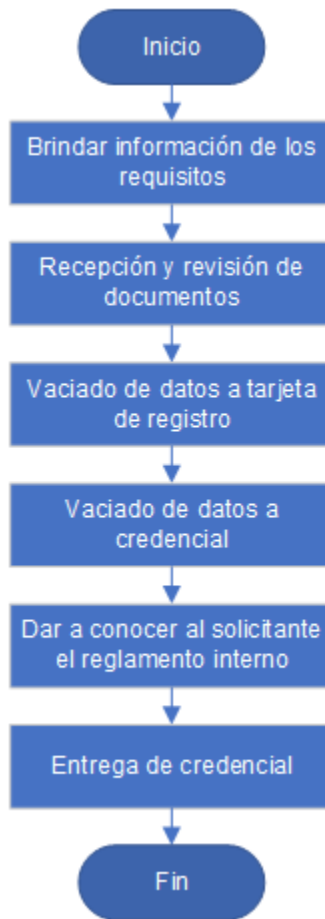 Inicio
Brindar información de los
requisitos
Recepción y revisión de
documentos
Vaciado de datos a tarjeta
de registro
Vaciado de datos a
credencial
Dar a conocer al solicitante
el reglamento interno
Entrega de credencial
Fin